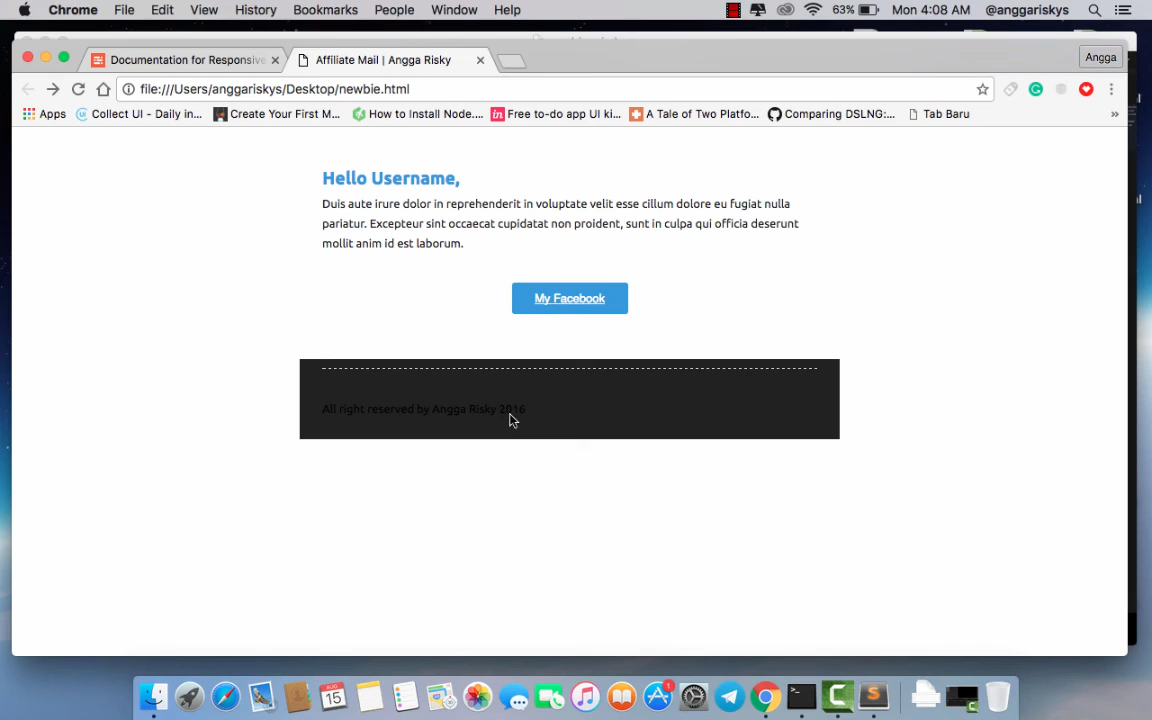 Chrome File Edit View History Bookmarks People Window Help 63% Mon 4:08 AM @anggariskys
Documentation for Responsive Affiliate Mail | Angga Risky Angga
file:///Users/anggariskys/Desktop/newbie.html
Apps Collect UI - Daily in... Create Your First M... How to Install Node.... Free to-do app UI ki... A Tale of Two Platfo... Comparing DSLNG:... Tab Baru »
Hello Username,
Duis aute irure dolor in reprehenderit in voluptate velit esse cillum dolore eu fugiat nulla
pariatur. Excepteur sint occaecat cupidatat non proident, sunt in culpa qui officia deserunt
mollit anim id est laborum.
My Facebook
All right reserved by Angga Risky 2016
AUG
15
1